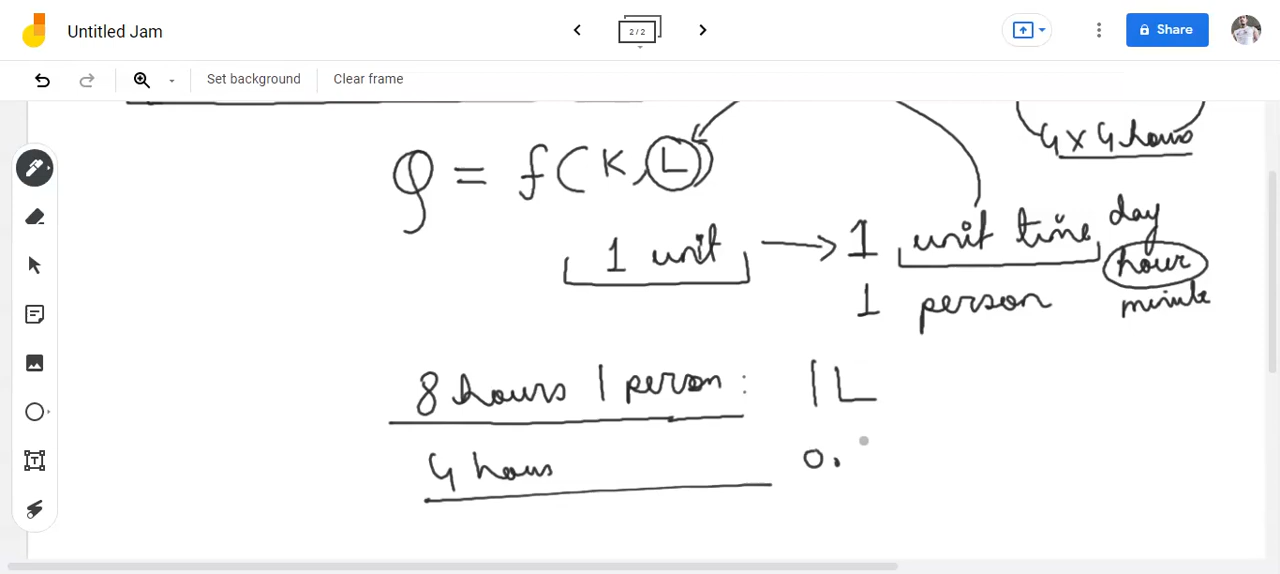 Untitled Jam
2 / 2
Share
Set background
Clear frame
4 x 4 hours
Q = f(K, L)
1 unit → 1 unit time day
hour
minute
1 person
8 hours 1 person : 1L
4 hours 0.